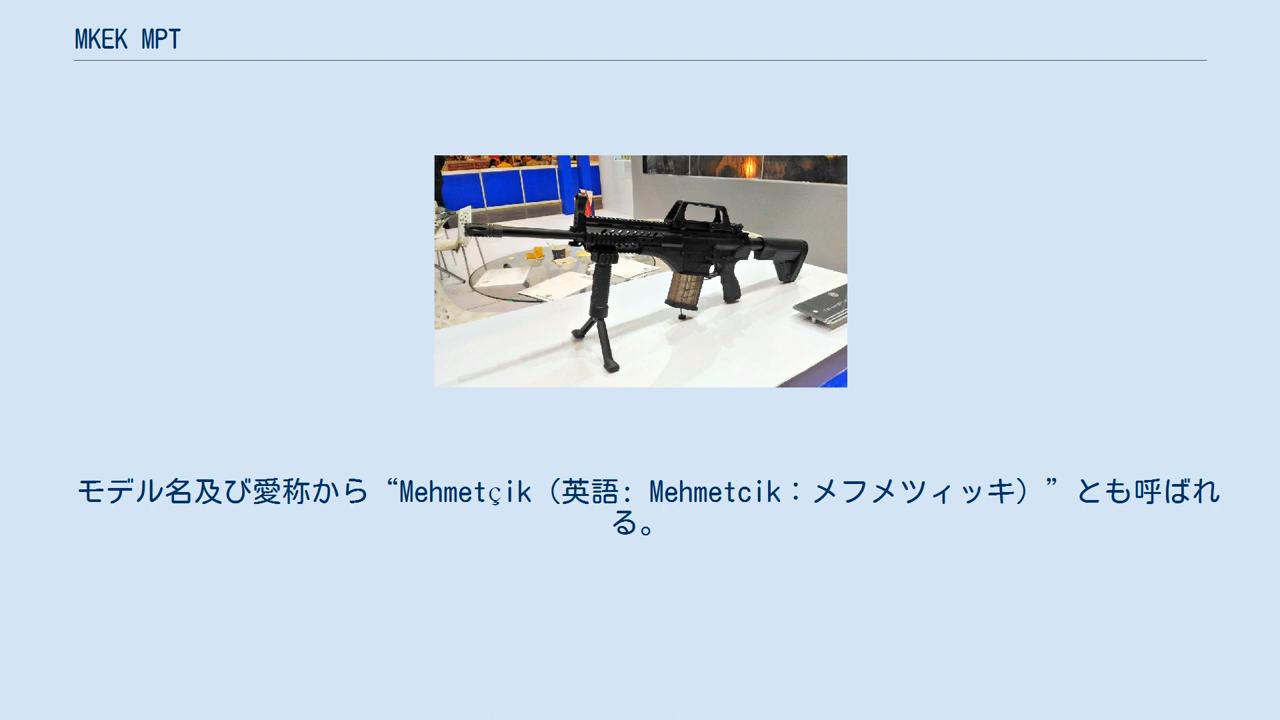 MKEK MPT
モデル名及び愛称から“Mehmetçik（英語: Mehmetcik：メフメツィッキ）”とも呼ばれ
る。